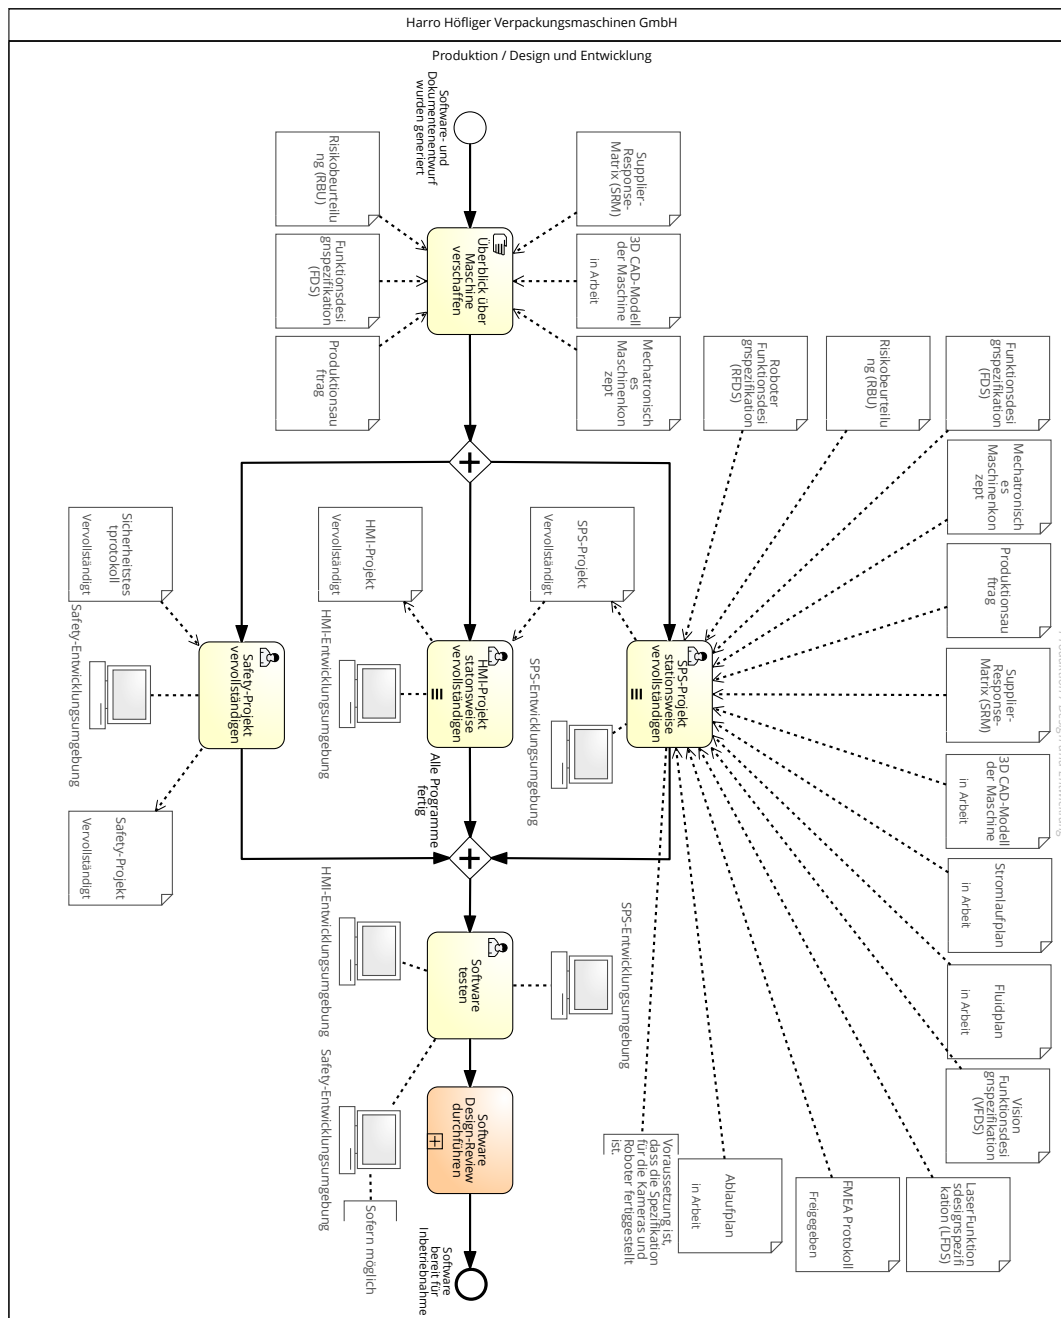 Harro Höfliger Verpackungsmaschinen GmbH
Produktion / Design und Entwicklung
Software- und
Dokumentenentwurf
wurden generiert
Risikobeurteilu
ng (RBU)
Funktionsdesi
gnspezifikation
(FDS)
Produktionsau
ftrag
Supplier-
Response-
Matrix (SRM)
3D CAD-Modell
der Maschine
in Arbeit
Mechatronisch
es
Maschinenkon
zept
Überblick über
Maschine
verschaffen
Roboter
Funktionsdesi
gnspezifikation
(RFDS)
Risikobeurteilu
ng (RBU)
Funktionsdesi
gnspezifikation
(FDS)
Mechatronisch
es
Maschinenkon
zept
Produktionsau
ftrag
Supplier-
Response-
Matrix (SRM)
3D CAD-Modell
der Maschine
in Arbeit
Stromlaufplan
in Arbeit
Fluidplan
in Arbeit
Vision
Funktionsdesi
gnspezifikation
(VFDS)
LaserFunktion
sdesignspezifi
kation (LFDS)
FMEA Protokoll
Freigegeben
Ablaufplan
in Arbeit
Voraussetzung ist,
dass die Spezifikation
für die Kameras und
Roboter fertiggestellt
ist.
SPS-Projekt
Vervollständigt
HMI-Projekt
Vervollständigt
Sicherheitstes
tprotokoll
Vervollständigt
SPS-Projekt
stationsweise
vervollständigen
HMI-Projekt
statonsweise
vervollständigen
Safety-Projekt
vervollständigen
SPS-Entwicklungsumgebung
HMI-Entwicklungsumgebung
Safety-Entwicklungsumgebung
Safety-Projekt
Vervollständigt
Alle Programme
fertig
Software
testen
SPS-Entwicklungsumgebung
HMI-Entwicklungsumgebung
Safety-Entwicklungsumgebung
Sofern möglich
Software
Design-Review
durchführen
Software
bereit für
Inbetriebnahme